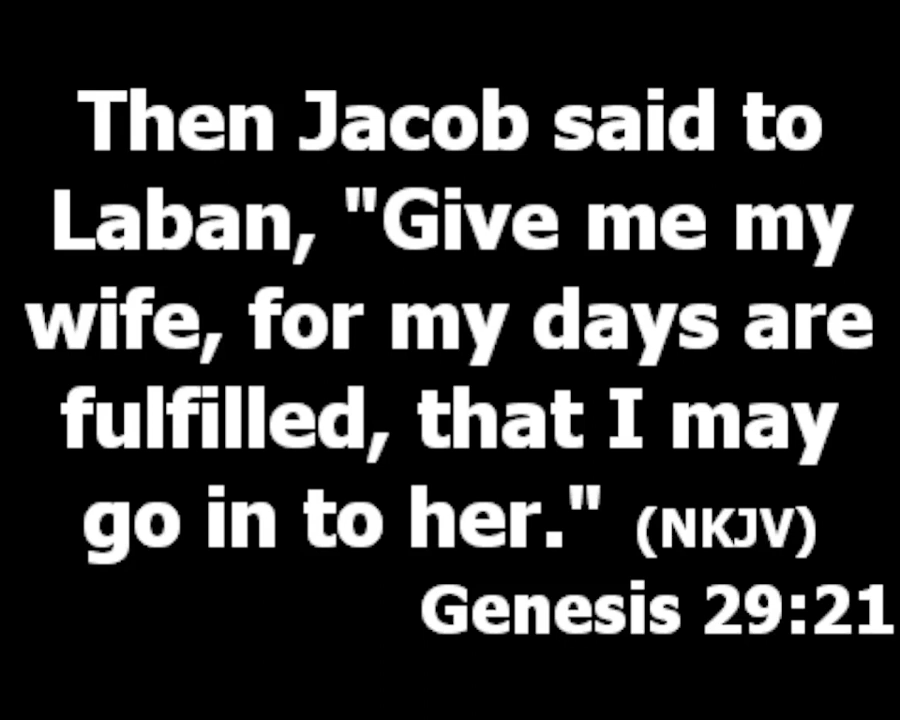 Then Jacob said to
Laban, "Give me my
wife, for my days are
fulfilled, that I may
go in to her." (NKJV)
Genesis 29:21